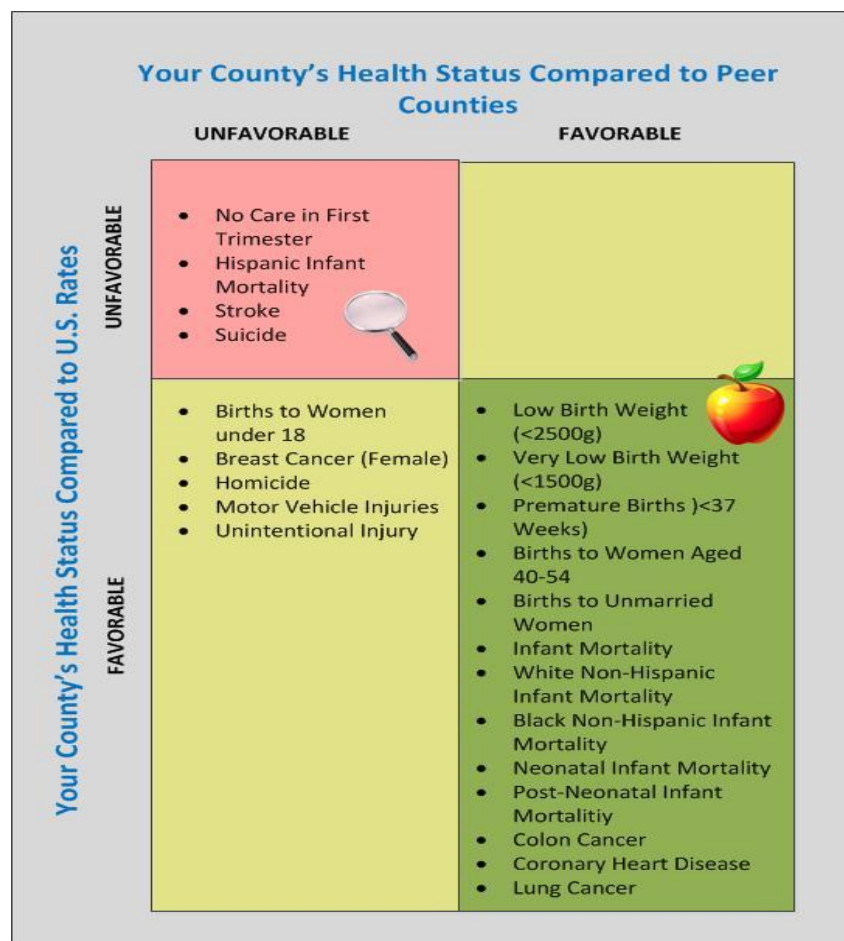 Your County's Health Status Compared to Peer
Counties
UNFAVORABLE
FAVORABLE
Your County's Health Status Compared to U.S. Rates
UNFAVORABLE
• No Care in First
Trimester
• Hispanic Infant
Mortality
• Stroke
• Suicide
FAVORABLE
• Births to Women
under 18
• Breast Cancer (Female)
• Homicide
• Motor Vehicle Injuries
• Unintentional Injury
• Low Birth Weight
(<2500g)
• Very Low Birth Weight
(<1500g)
• Premature Births )<37
Weeks)
• Births to Women Aged
40-54
• Births to Unmarried
Women
• Infant Mortality
• White Non-Hispanic
Infant Mortality
• Black Non-Hispanic Infant
Mortality
• Neonatal Infant Mortality
• Post-Neonatal Infant
Mortalitiy
• Colon Cancer
• Coronary Heart Disease
• Lung Cancer